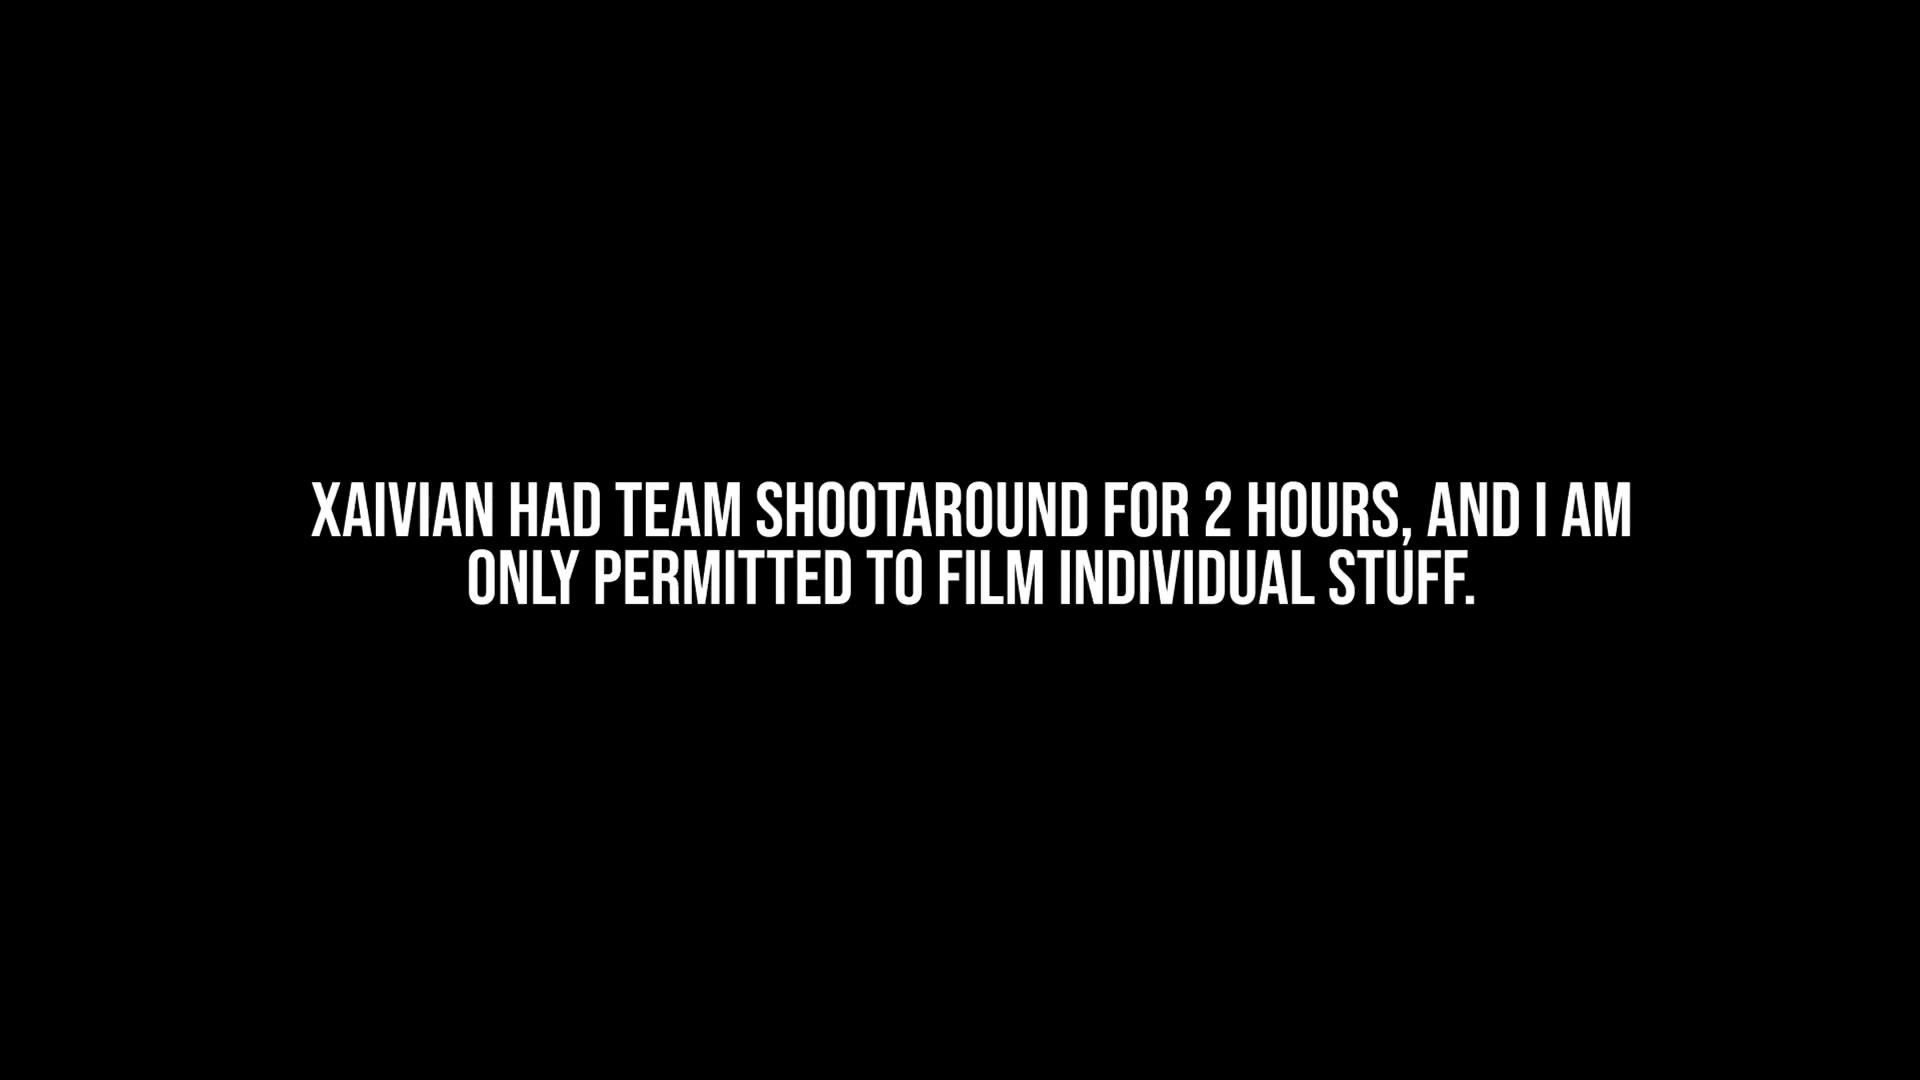 XAIVIAN HAD TEAM SHOOTAROUND FOR 2 HOURS, AND I AM
ONLY PERMITTED TO FILM INDIVIDUAL STUFF.